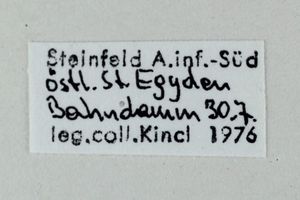 Steinfeld A.inf.-Süd
östl. St. Egyden
Bahndamm 30.7.
leg.coll.Kincl 1976